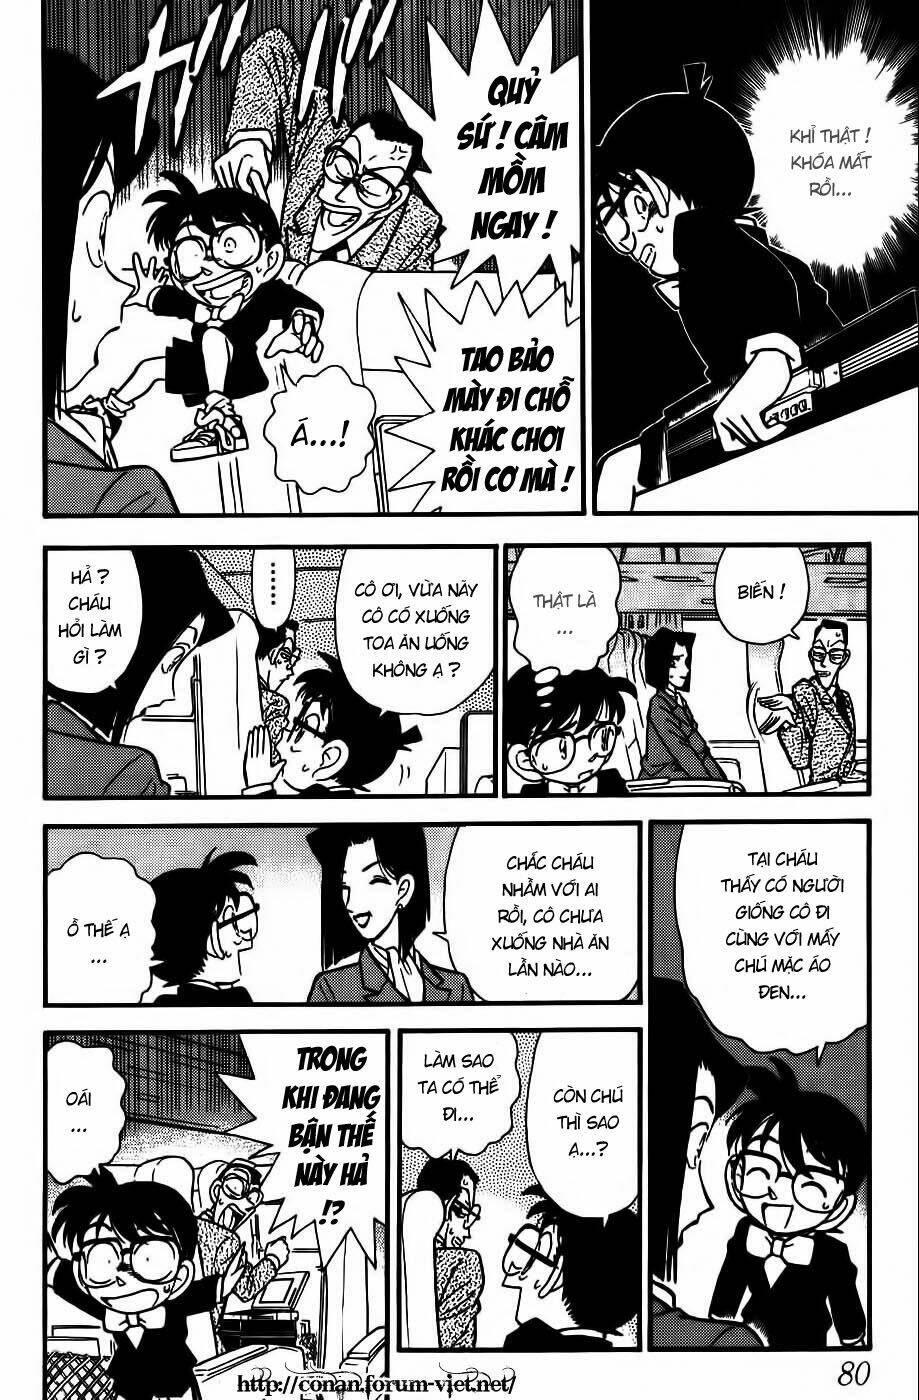 KHỈ THẬT !
KHÓA MẤT
RỒI...
QUỶ
SỨ ! CÂM
MỒM
NGAY !
TAO BẢO
MÀY ĐI CHỖ
KHÁC CHƠI
RỒI CƠ MÀ !
Á...!
BIẾN !
THẬT LÀ
...
CÔ ƠI, VỪA NÃY
CÔ CÓ XUỐNG
TOA ĂN UỐNG
KHÔNG Ạ ?
.......
HẢ ?
CHÁU
HỎI LÀM
GÌ ?
TẠI CHÁU
THẤY CÓ NGƯỜI
GIỐNG CÔ ĐI
CÙNG VỚI MẤY
CHÚ MẶC ÁO
ĐEN...
CHẮC CHÁU
NHẦM VỚI AI
RỒI, CÔ CHƯA
XUỐNG NHÀ ĂN
LẦN NÀO...
Ồ THẾ Ạ
...
CÒN CHÚ
THÌ SAO
Ạ...?
LÀM SAO
TA CÓ THỂ
ĐI...
TRONG
KHI ĐANG
BẬN THẾ
NÀY HẢ
!?
OÁI
...
80
http://conan.forum-viet.net/